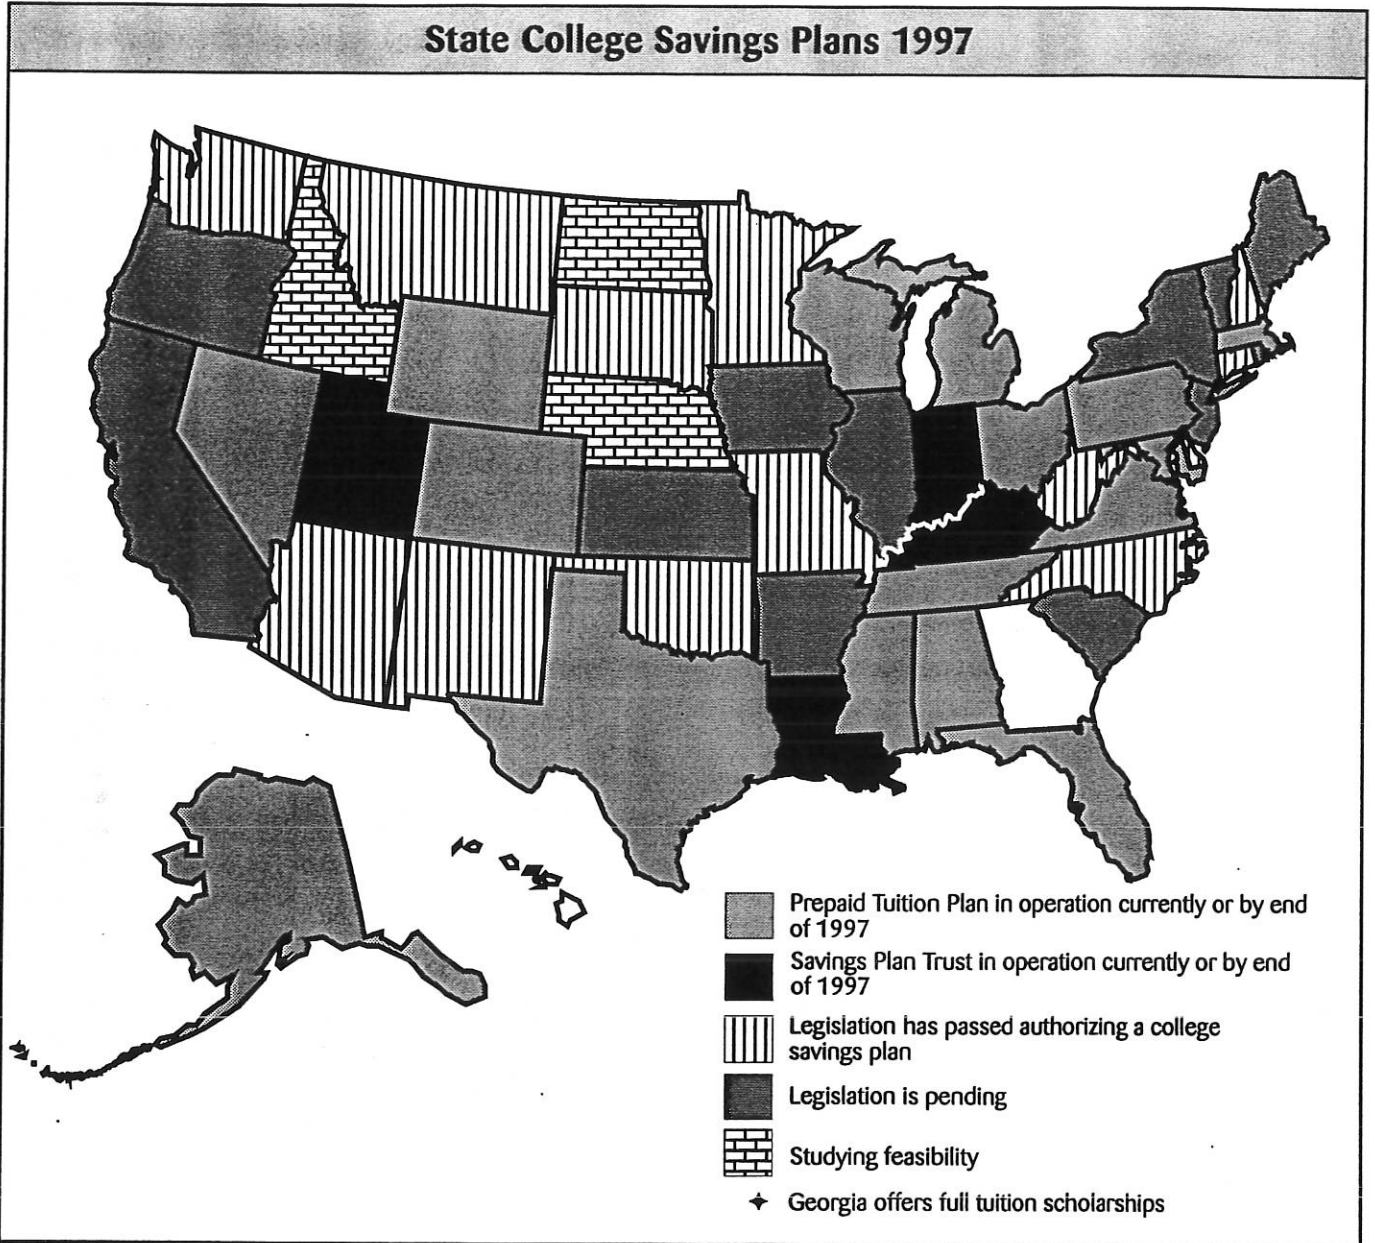 State College Savings Plans 1997
Prepaid Tuition Plan in operation currently or by end
of 1997
Savings Plan Trust in operation currently or by end
of 1997
Legislation has passed authorizing a college
savings plan
Legislation is pending
Studying feasibility
Georgia offers full tuition scholarships